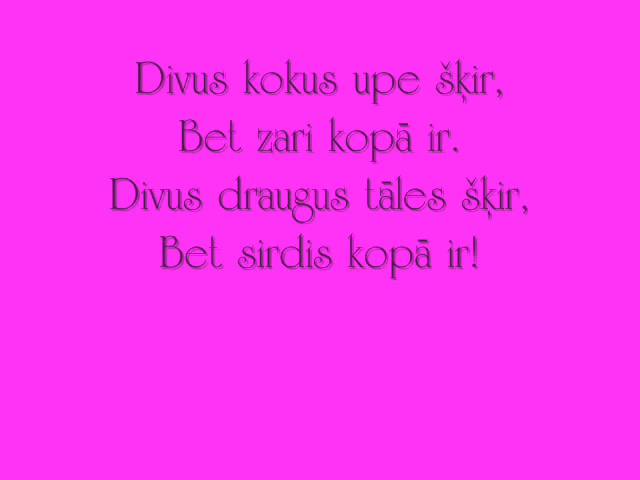 Divus kokus upe šķir,
Bet zari kopā ir.
Divus draugus tāles šķir,
Bet sirdis kopā ir!